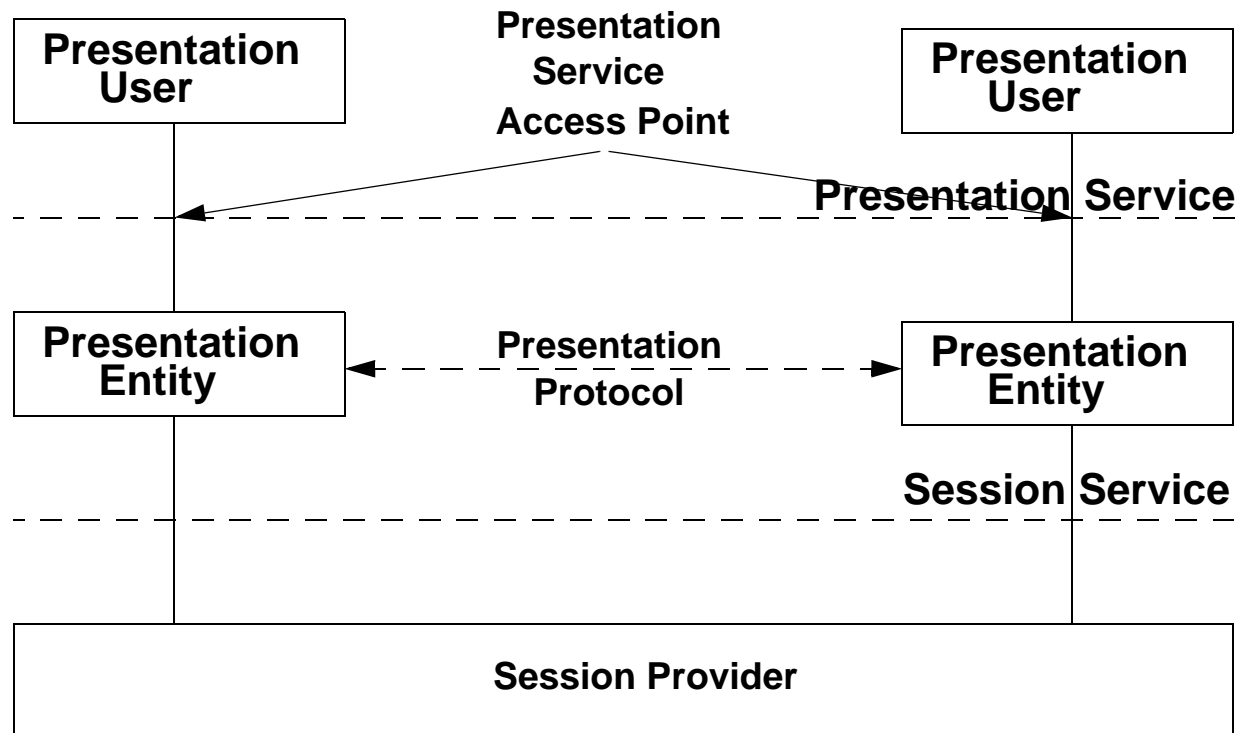 Presentation
User
Presentation
Service
Access Point
Presentation
User
Presentation Service
Presentation
Entity
Presentation
Protocol
Presentation
Entity
Session Service
Session Provider